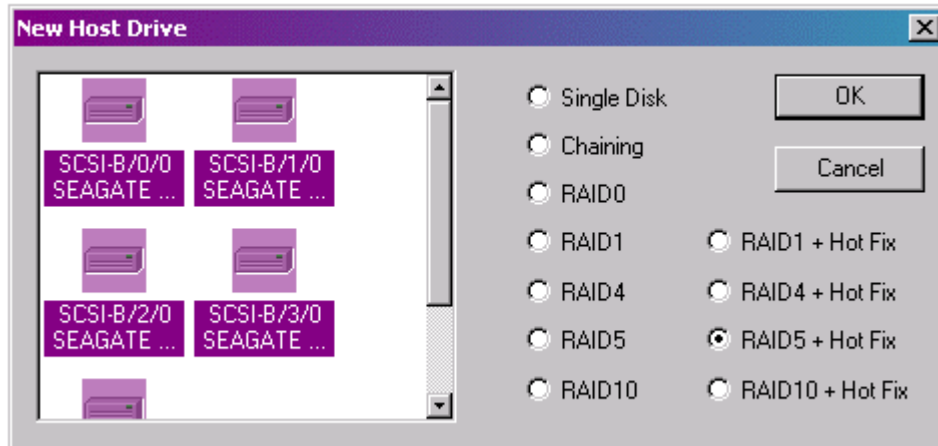 New Host Drive
SCSI-B/0/0
SEAGATE ...
SCSI-B/1/0
SEAGATE ...
SCSI-B/2/0
SEAGATE ...
SCSI-B/3/0
SEAGATE ...
Single Disk
Chaining
RAID0
RAID1
RAID4
RAID5
RAID10
RAID1 + Hot Fix
RAID4 + Hot Fix
RAID5 + Hot Fix
RAID10 + Hot Fix
OK
Cancel